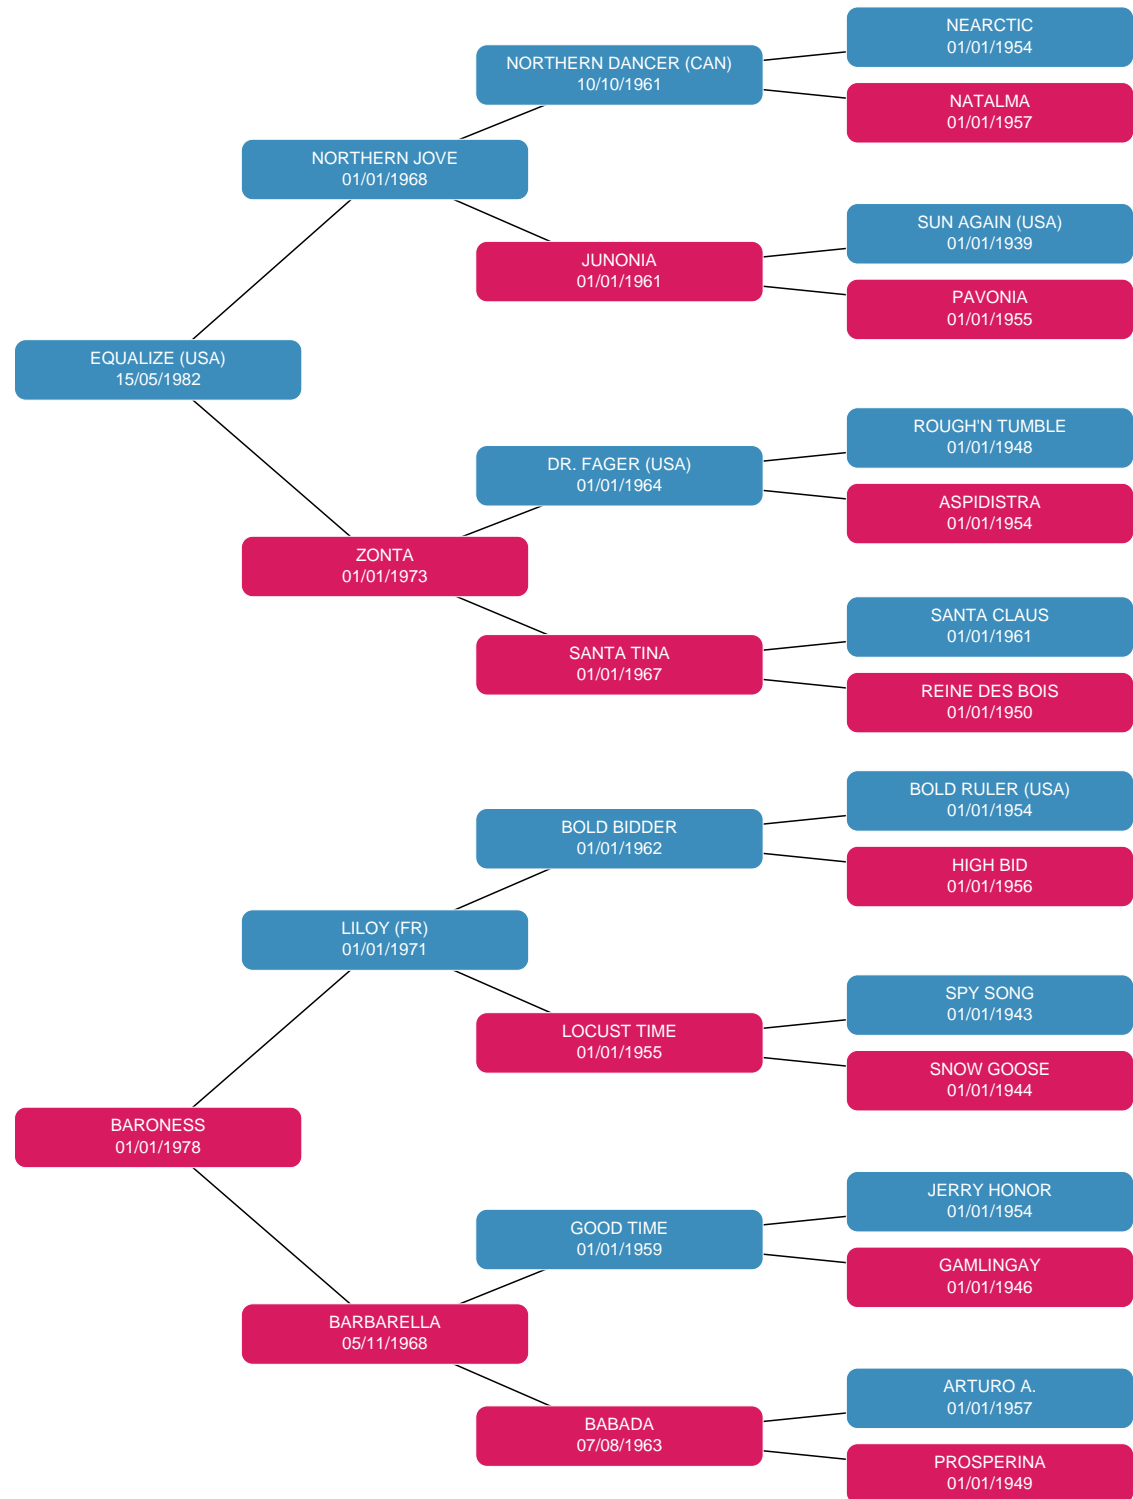 NEARCTIC
01/01/1954
NORTHERN DANCER (CAN)
10/10/1961
NATALMA
01/01/1957
NORTHERN JOVE
01/01/1968
SUN AGAIN (USA)
01/01/1939
JUNONIA
01/01/1961
PAVONIA
01/01/1955
EQUALIZE (USA)
15/05/1982
ROUGH'N TUMBLE
01/01/1948
DR. FAGER (USA)
01/01/1964
ASPIDISTRA
01/01/1954
ZONTA
01/01/1973
SANTA CLAUS
01/01/1961
SANTA TINA
01/01/1967
REINE DES BOIS
01/01/1950
BOLD RULER (USA)
01/01/1954
BOLD BIDDER
01/01/1962
HIGH BID
01/01/1956
LILOY (FR)
01/01/1971
SPY SONG
01/01/1943
LOCUST TIME
01/01/1955
SNOW GOOSE
01/01/1944
BARONESS
01/01/1978
JERRY HONOR
01/01/1954
GOOD TIME
01/01/1959
GAMLINGAY
01/01/1946
BARBARELLA
05/11/1968
ARTURO A.
01/01/1957
BABADA
07/08/1963
PROSPERINA
01/01/1949